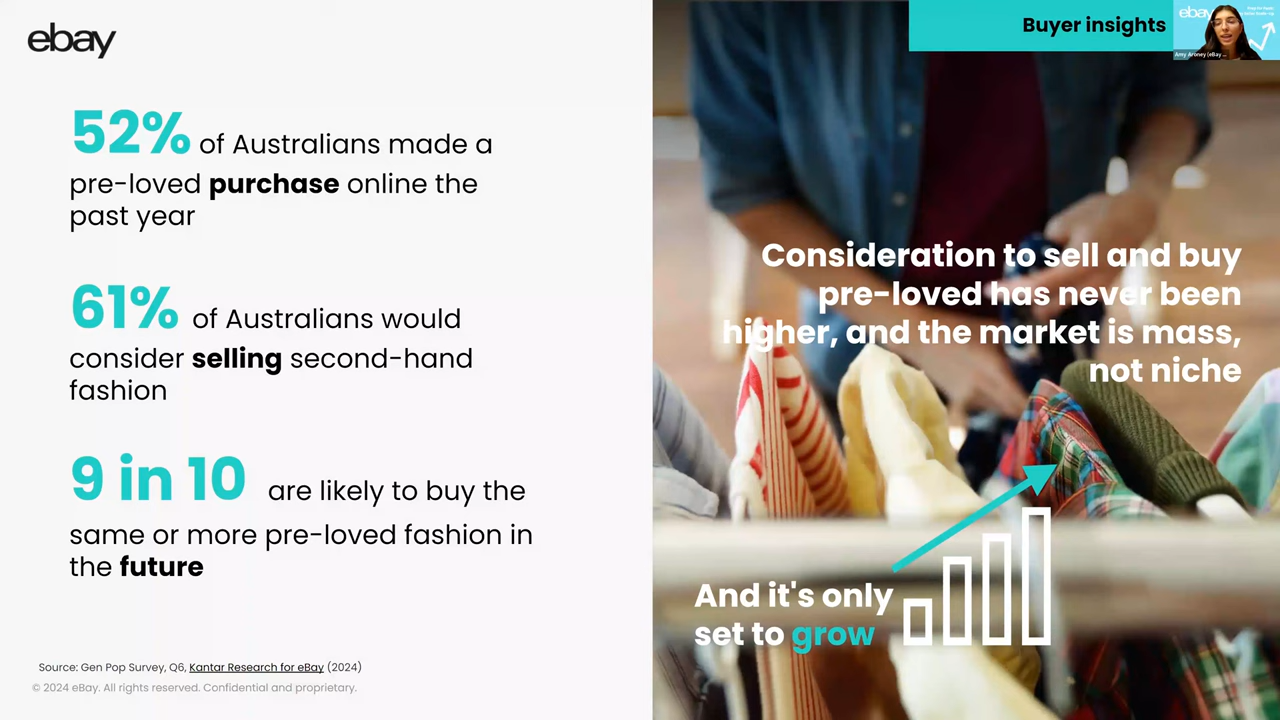 ebay
52% of Australians made a
pre-loved purchase online the
past year
61% of Australians would
consider selling second-hand
fashion
9 in 10 are likely to buy the
same or more pre-loved fashion in
the future
Source: Gen Pop Survey, Q6, Kantar Research for eBay (2024)
© 2024 eBay. All rights reserved. Confidential and proprietary.
Buyer insights
ebay
Amy Aroney (eBay ...
Consideration to sell and buy
pre-loved has never been
higher, and the market is mass,
not niche
And it's only
set to grow